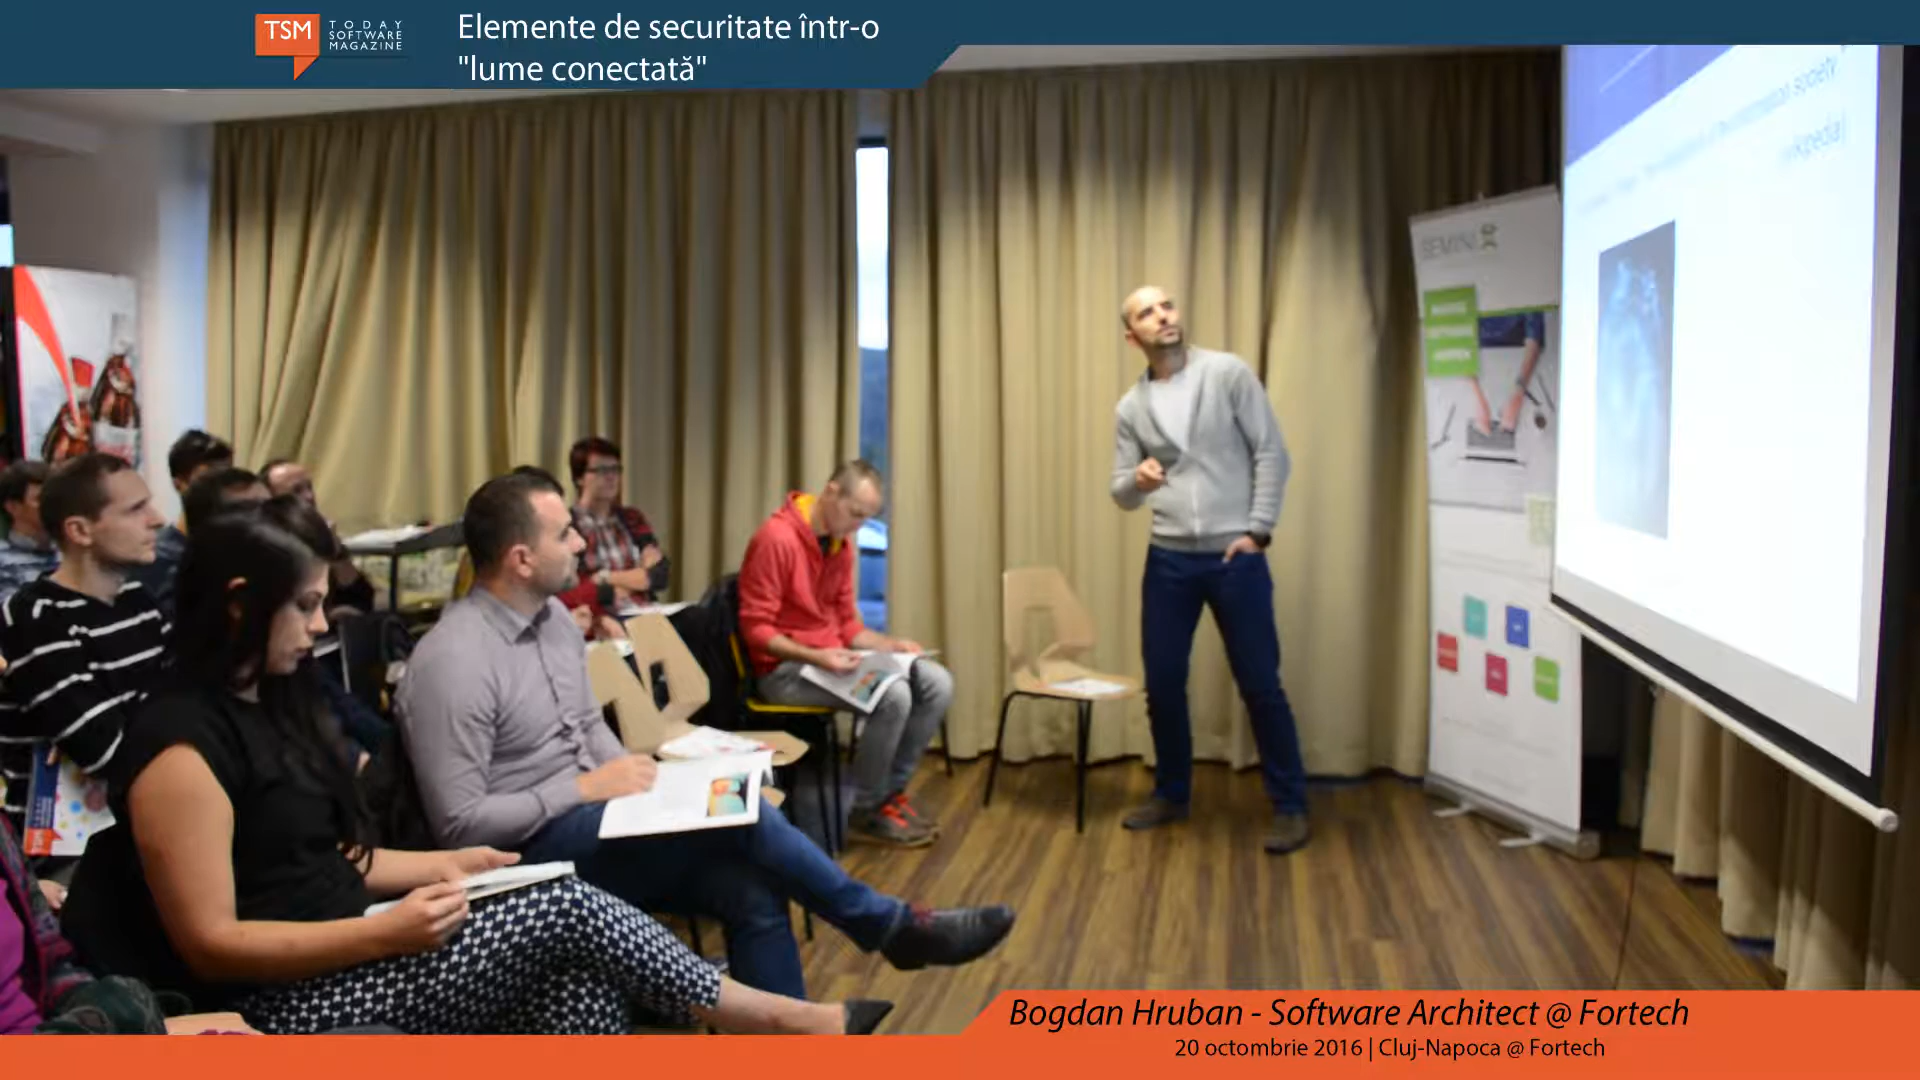 TSM
TODAY
SOFTWARE
MAGAZINE
Elemente de securitate într-o
"lume conectată"
Bogdan Hruban - Software Architect @ Fortech
20 octombrie 2016 | Cluj-Napoca @ Fortech